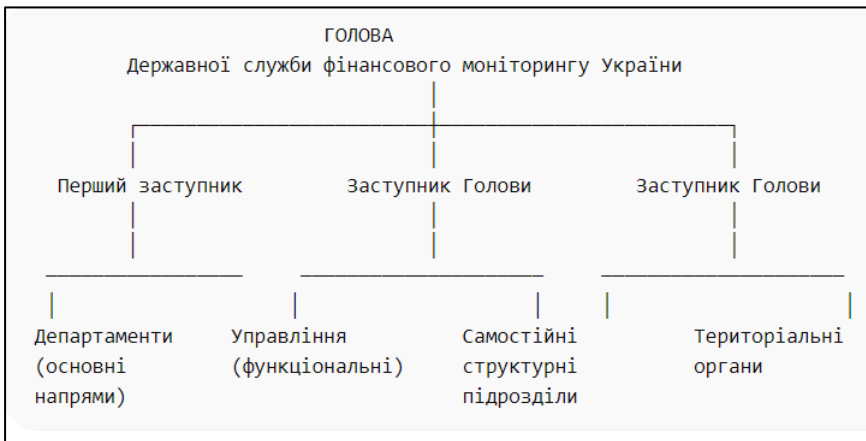 ГОЛОВА
Державної служби фінансового моніторингу України
Перший заступник Заступник Голови Заступник Голови
Департаменти Управління Самостійні Територіальні
(основні (функціональні) структурні органи
напрями) підрозділи